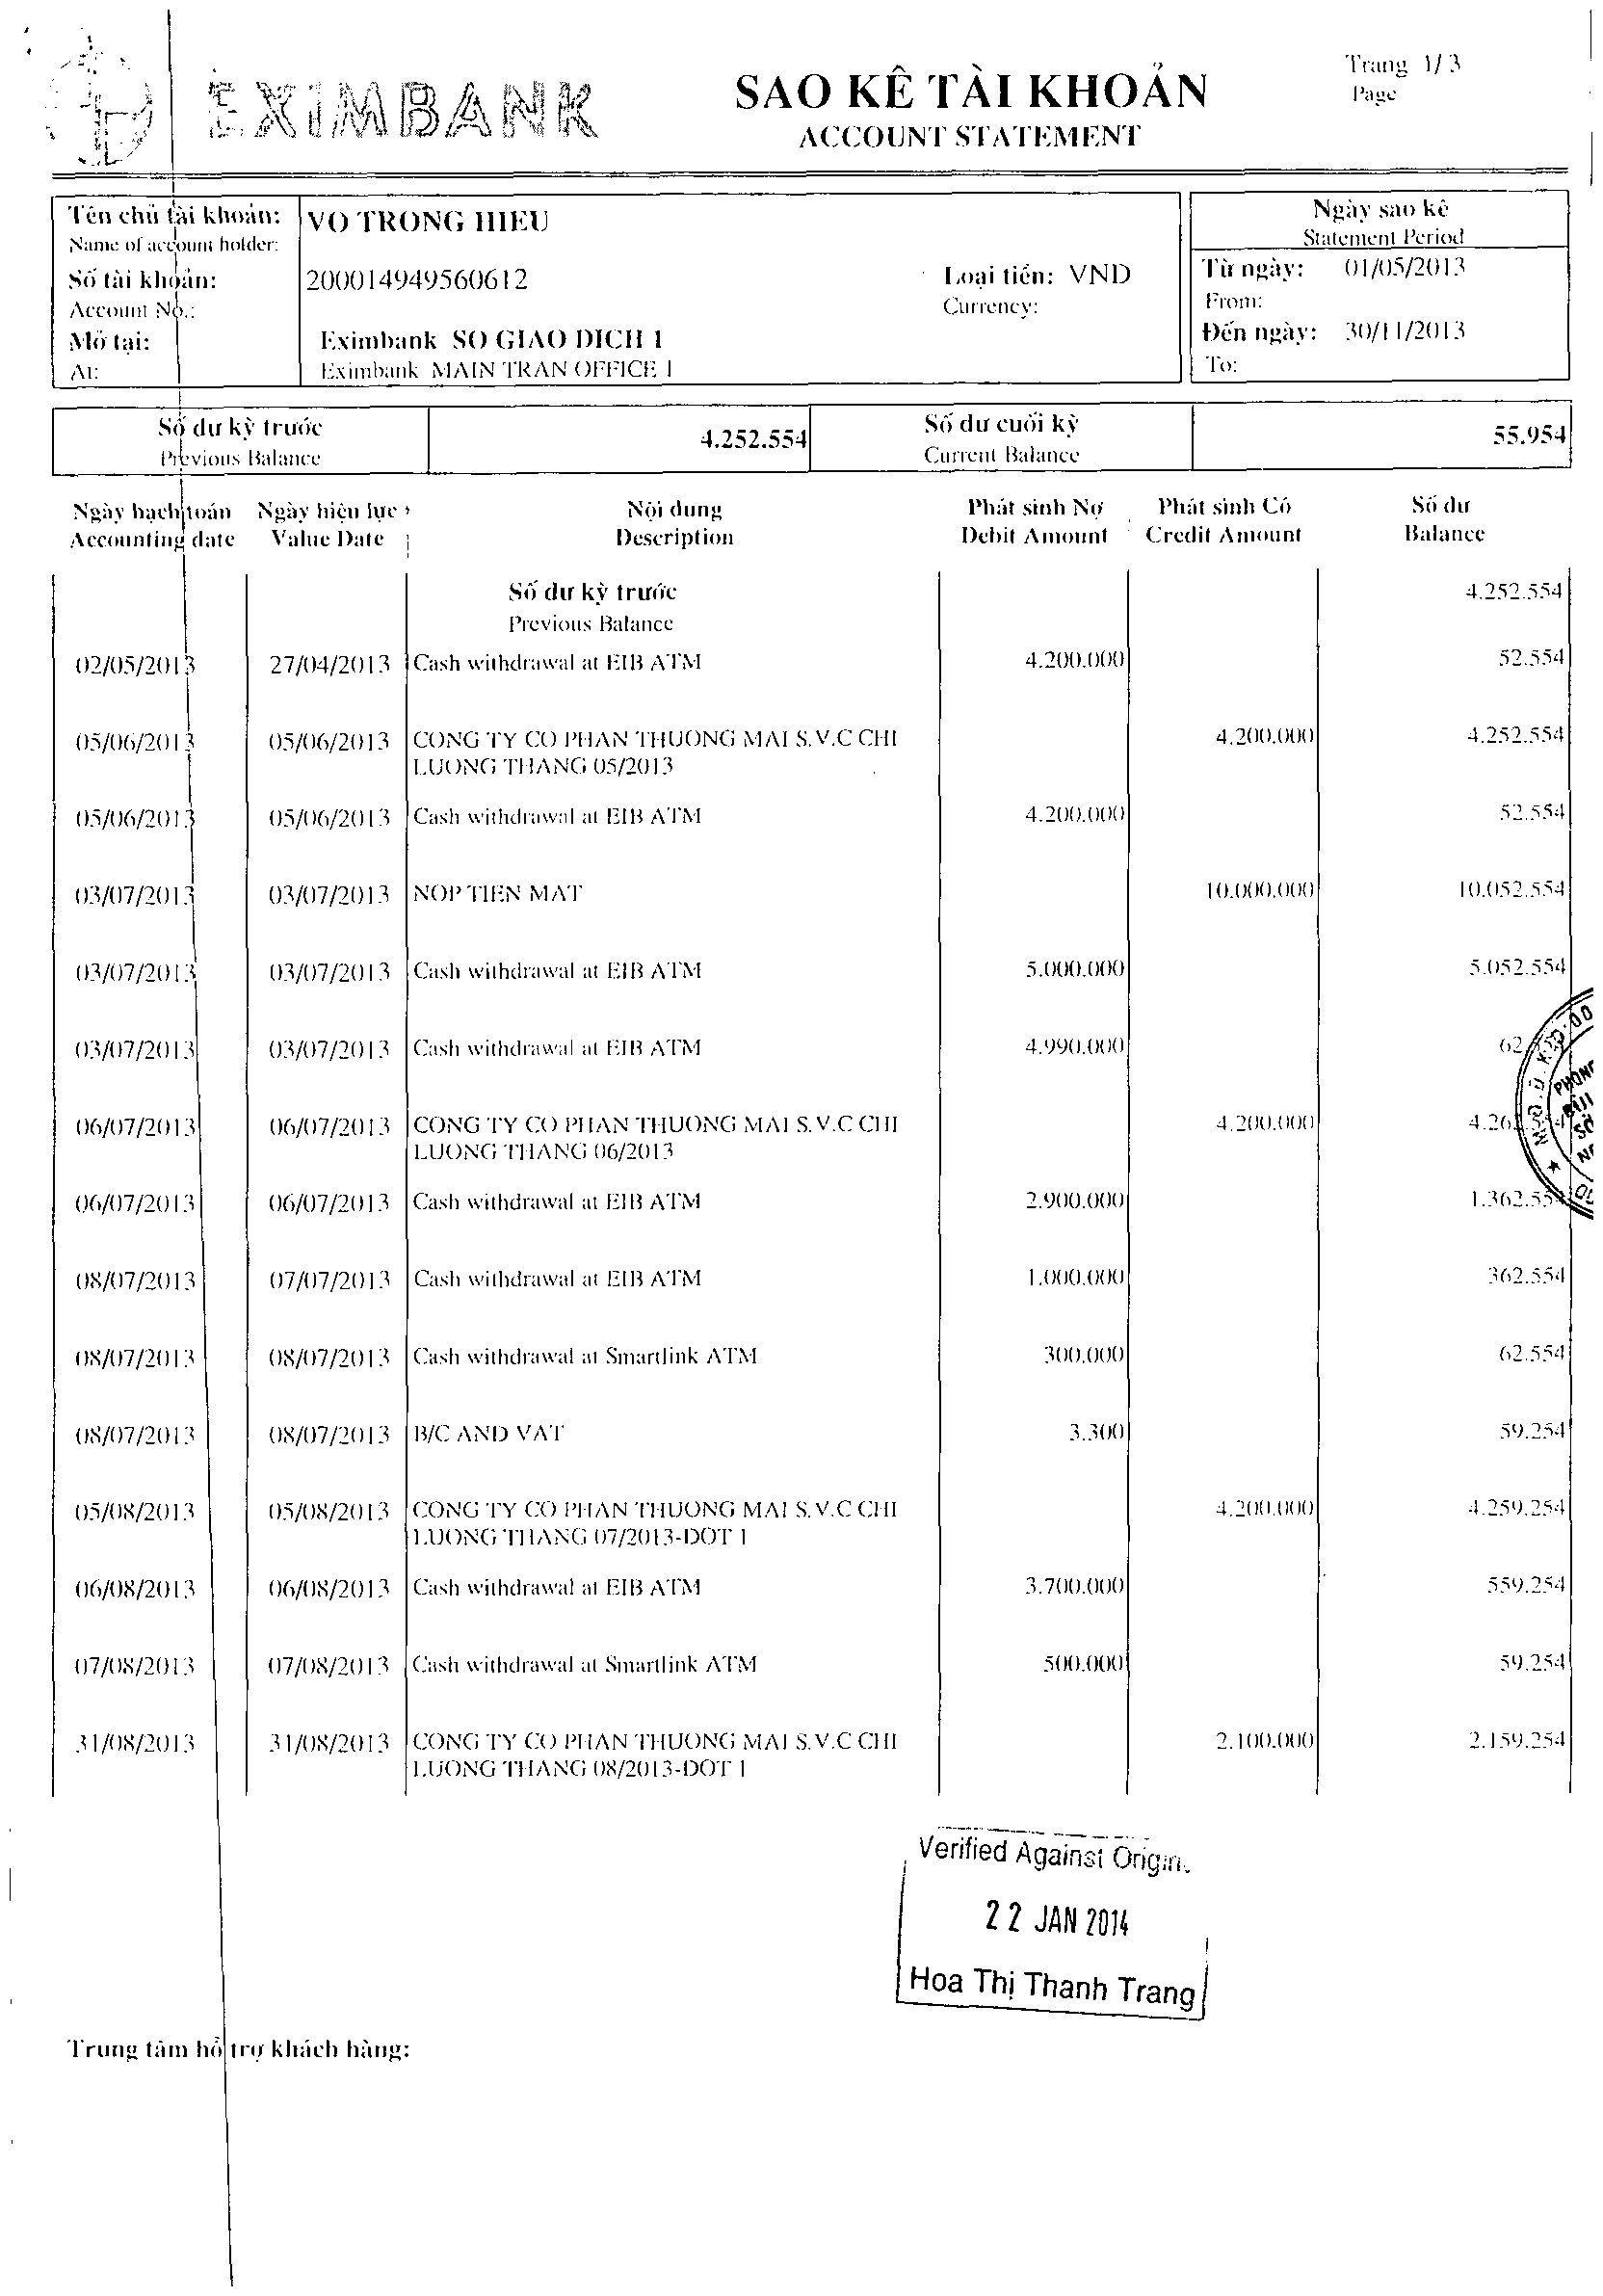 EXIMBANK
SAO KÊ TÀI KHOẢN
ACCOUNT STATEMENT
Trang 1/ 3
Page
Tên chủ tài khoản: VO TRONG HIEU
Name of account holder:
Số tài khoản: 200014949560612 Loại tiền: VND
Account No.: Currency:
Mở tại: Eximbank SO GIAO DICH 1
At: Eximbank MAIN TRAN OFFICE 1
Ngày sao kê
Statement Period
Từ ngày: 01/05/2013
From:
Đến ngày: 30/11/2013
To:
Số dư kỳ trước 4.252.554 Số dư cuối kỳ 55.954
Previous Balance Current Balance
Ngày hạch toán Ngày hiệu lực Nội dung Phát sinh Nợ Phát sinh Có Số dư
Accounting date Value Date Description Debit Amount Credit Amount Balance
Số dư kỳ trước 4.252.554
Previous Balance
02/05/2013 27/04/2013 Cash withdrawal at EIB ATM 4.200.000 52.554
05/06/2013 05/06/2013 CONG TY CO PHAN THUONG MAI S.V.C CHI 4.200.000 4.252.554
LUONG THANG 05/2013
05/06/2013 05/06/2013 Cash withdrawal at EIB ATM 4.200.000 52.554
03/07/2013 03/07/2013 NOP TIEN MAT 10.000.000 10.052.554
03/07/2013 03/07/2013 Cash withdrawal at EIB ATM 5.000.000 5.052.554
03/07/2013 03/07/2013 Cash withdrawal at EIB ATM 4.990.000
06/07/2013 06/07/2013 CONG TY CO PHAN THUONG MAI S.V.C CHI 4.200.000
LUONG THANG 06/2013
06/07/2013 06/07/2013 Cash withdrawal at EIB ATM 2.900.000 1.362.554
08/07/2013 07/07/2013 Cash withdrawal at EIB ATM 1.000.000 362.554
08/07/2013 08/07/2013 Cash withdrawal at Smartlink ATM 300.000 62.554
08/07/2013 08/07/2013 B/C AND VAT 3.300 59.254
05/08/2013 05/08/2013 CONG TY CO PHAN THUONG MAI S.V.C CHI 4.200.000 4.259.254
LUONG THANG 07/2013-DOT 1
06/08/2013 06/08/2013 Cash withdrawal at EIB ATM 3.700.000 559.254
07/08/2013 07/08/2013 Cash withdrawal at Smartlink ATM 500.000 59.254
31/08/2013 31/08/2013 CONG TY CO PHAN THUONG MAI S.V.C CHI 2.100.000 2.159.254
LUONG THANG 08/2013-DOT 1
Verified Against
22 JAN 2014
Hoa Thị Thanh Trang
Trung tâm hỗ trợ khách hàng: